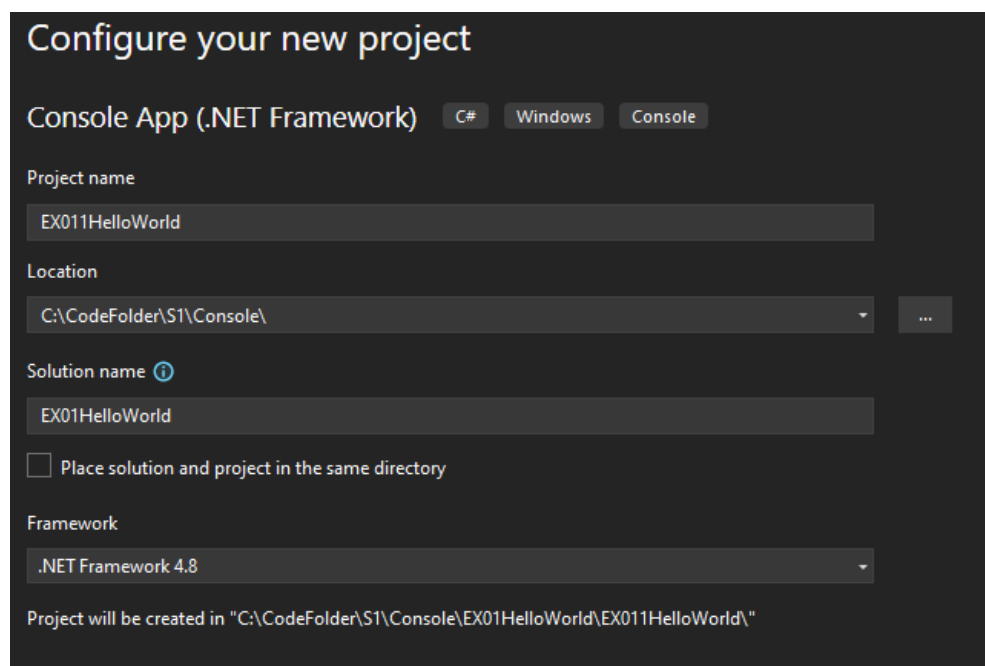 Configure your new project
Console App (.NET Framework) C# Windows Console
Project name
EX011HelloWorld
Location
C:\CodeFolder\S1\Console\ ...
Solution name
EX01HelloWorld
Place solution and project in the same directory
Framework
.NET Framework 4.8
Project will be created in "C:\CodeFolder\S1\Console\EX01HelloWorld\EX011HelloWorld\"